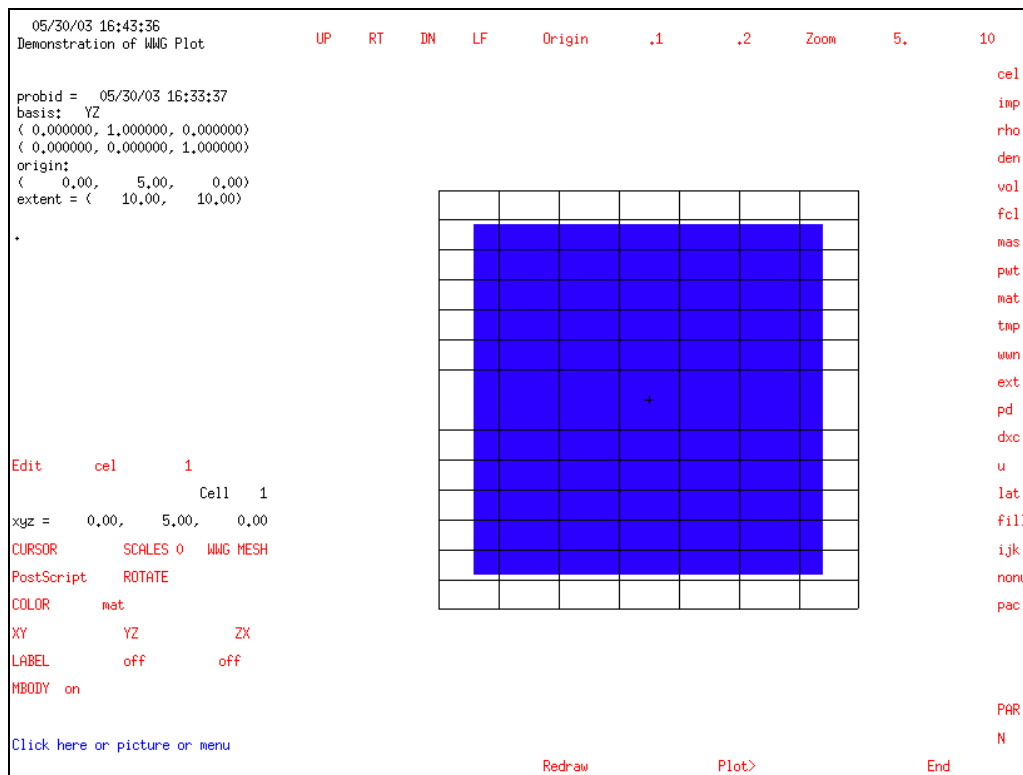 05/30/03 16:43:36
Demonstration of WWG Plot
UP RT DN LF Origin .1 .2 Zoom 5. 10
probid = 05/30/03 16:33:37
basis: YZ
( 0.000000, 1.000000, 0.000000)
( 0.000000, 0.000000, 1.000000)
origin:
( 0.00, 5.00, 0.00)
extent = ( 10.00, 10.00)
cel
imp
rho
den
vol
fcl
mas
pwt
mat
tmp
wwn
ext
pd
dxc
u
lat
fill
ijk
nonu
pac
Edit cel 1
Cell 1
xyz = 0.00, 5.00, 0.00
CURSOR SCALES 0 WWG MESH
PostScript ROTATE
COLOR mat
XY YZ ZX
LABEL off off
MBODY on
PAR
N
Click here or picture or menu
Redraw Plot> End